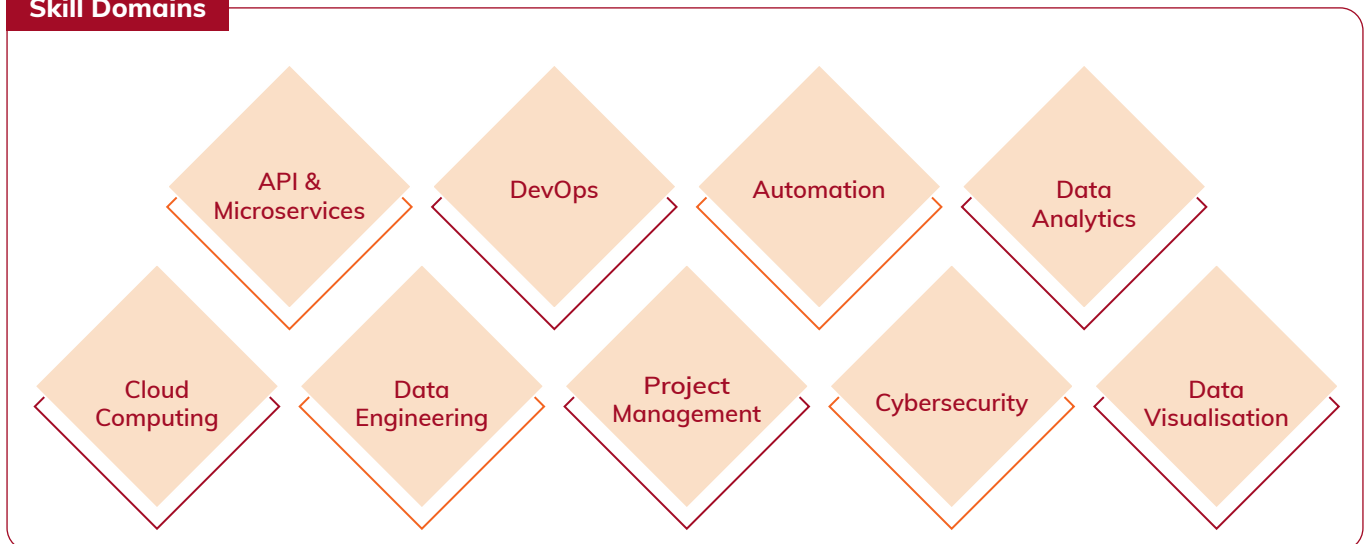 Skill Domains
API &
Microservices
DevOps
Automation
Data
Analytics
Cloud
Computing
Data
Engineering
Project
Management
Cybersecurity
Data
Visualisation